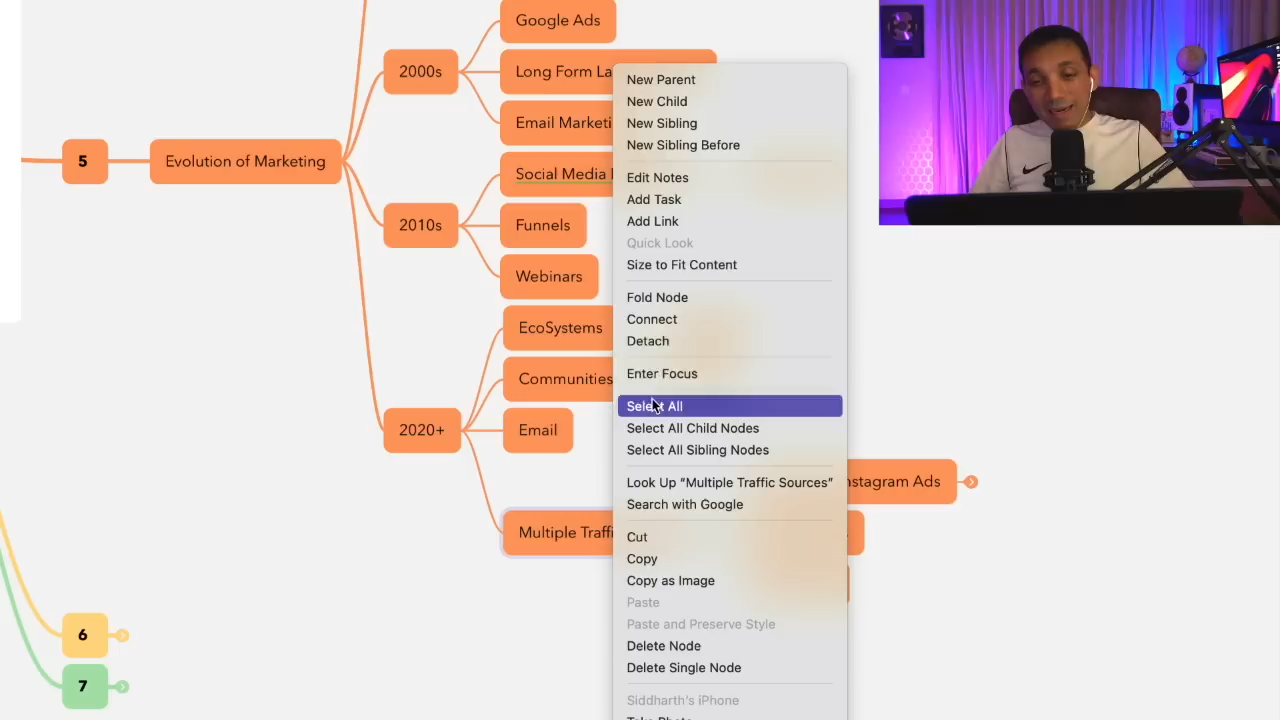 Google Ads
2000s
Long Form La
Email Marketi
5
Evolution of Marketing
Social Media
2010s
Funnels
Webinars
EcoSystems
Communities
2020+
Email
Multiple Traffi
nstagram Ads
6
7
New Parent
New Child
New Sibling
New Sibling Before
Edit Notes
Add Task
Add Link
Quick Look
Size to Fit Content
Fold Node
Connect
Detach
Enter Focus
Select All
Select All Child Nodes
Select All Sibling Nodes
Look Up “Multiple Traffic Sources”
Search with Google
Cut
Copy
Copy as Image
Paste
Paste and Preserve Style
Delete Node
Delete Single Node
Siddharth's iPhone
Take Photo